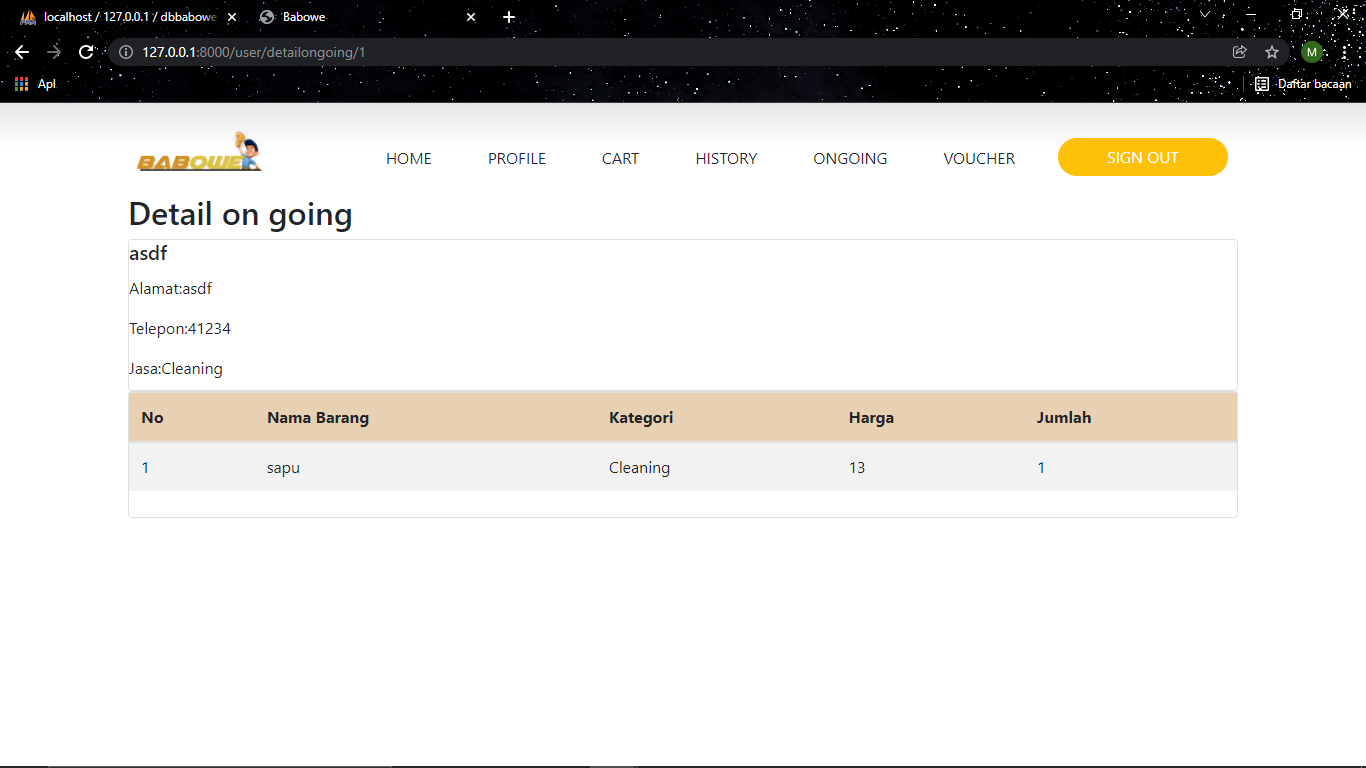 localhost / 127.0.0.1 / dbbabowe
Babowe
127.0.0.1:8000/user/detailongoing/1
M
Apl
Daftar bacaan
BABOWE
HOME PROFILE CART HISTORY ONGOING VOUCHER SIGN OUT
Detail on going
asdf
Alamat:asdf
Telepon:41234
Jasa:Cleaning
No Nama Barang Kategori Harga Jumlah
1 sapu Cleaning 13 1